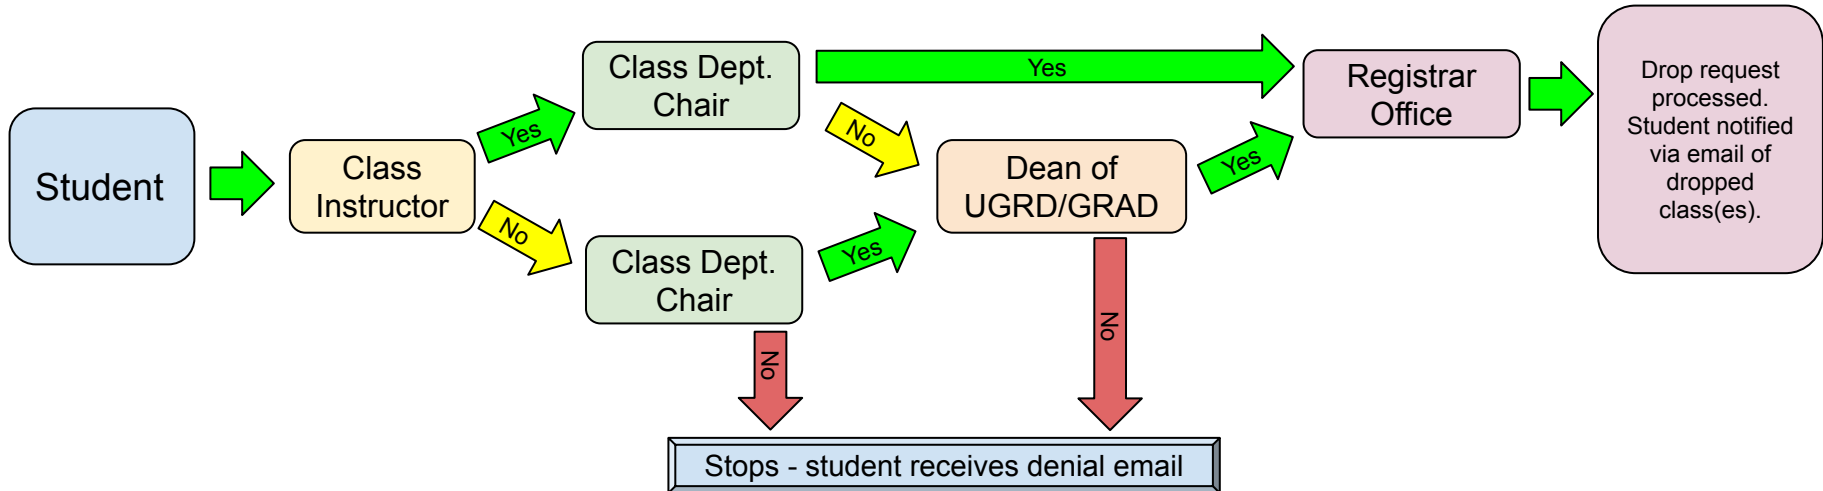 Student
Class
Instructor
Yes
No
Class Dept.
Chair
Class Dept.
Chair
Yes
No
Yes
No
Dean of
UGRD/GRAD
Yes
No
Registrar
Office
Drop request
processed.
Student notified
via email of
dropped
class(es).
Stops - student receives denial email